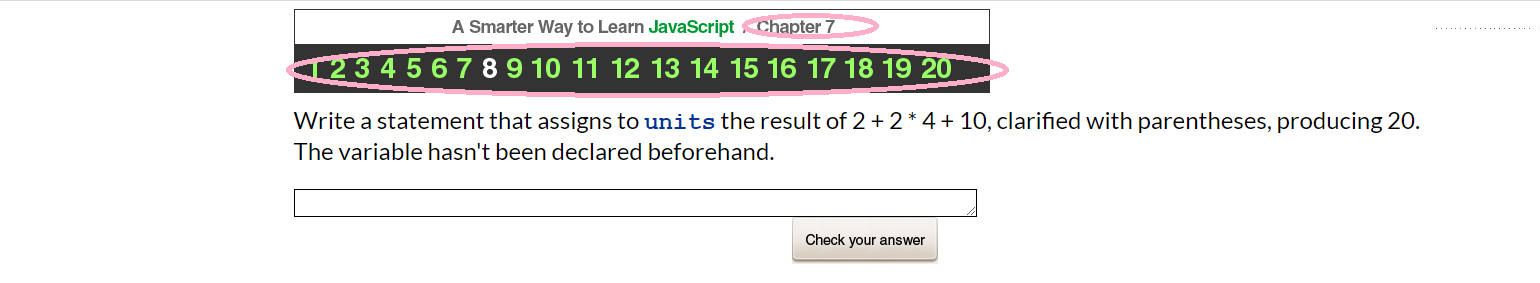 A Smarter Way to Learn JavaScript / Chapter 7
1 2 3 4 5 6 7 8 9 10 11 12 13 14 15 16 17 18 19 20
Write a statement that assigns to units the result of 2 + 2 * 4 + 10, clarified with parentheses, producing 20.
The variable hasn't been declared beforehand.
Check your answer